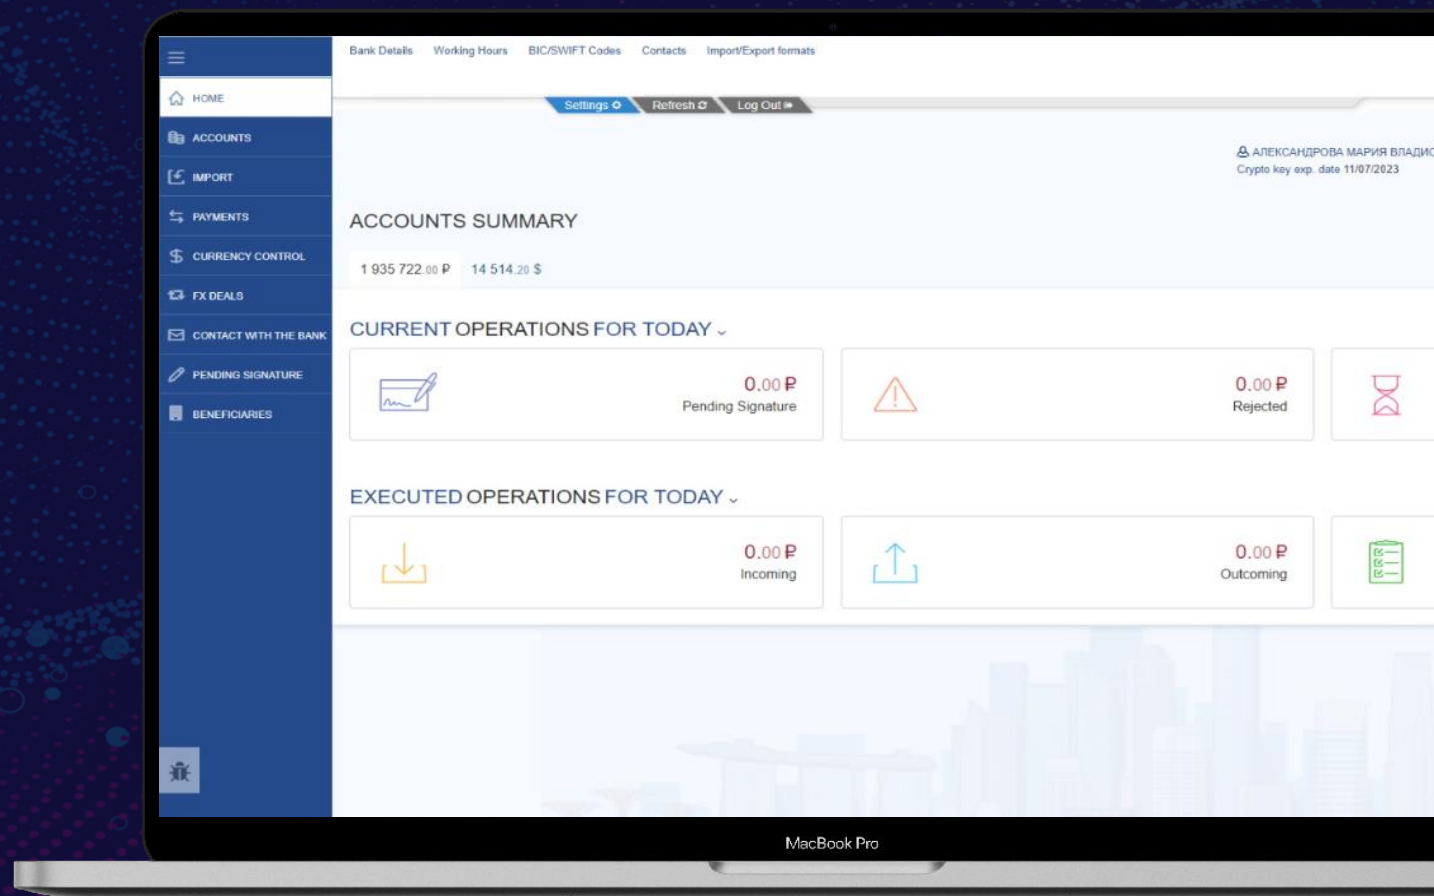 Bank Details Working Hours BIC/SWIFT Codes Contacts Import/Export formats
HOME
Settings Refresh Log Out
ACCOUNTS
АЛЕКСАНДРОВА МАРИЯ
Crypto key exp. date 11/07/2023
IMPORT
PAYMENTS
ACCOUNTS SUMMARY
CURRENCY CONTROL
1 935 722.00 ₽ 14 514.20 $
FX DEALS
CONTACT WITH THE BANK
CURRENT OPERATIONS FOR TODAY
PENDING SIGNATURE
0.00 ₽
Pending Signature
0.00 ₽
Rejected
BENEFICIARIES
EXECUTED OPERATIONS FOR TODAY
0.00 ₽
Incoming
0.00 ₽
Outcoming
MacBook Pro